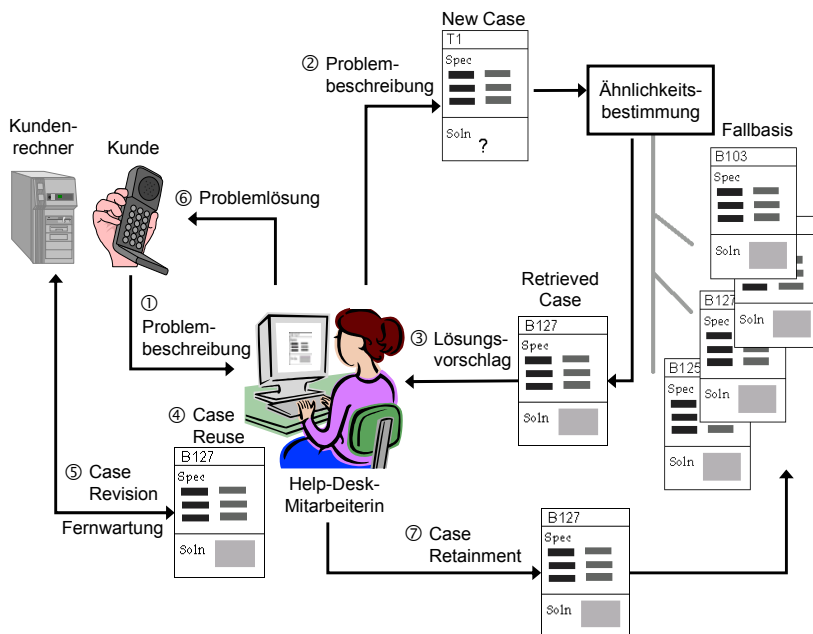 New Case
T1
Spec
Soln
?
② Problem-
beschreibung
Ähnlichkeits-
bestimmung
Fallbasis
B103
Spec
Soln
B127
Spec
Soln
Soln
B125
Spec
Soln
Kunden-
rechner
Kunde
⑥ Problemlösung
①
Problem-
beschreibung
Retrieved
Case
B127
Spec
Soln
③ Lösungs-
vorschlag
④ Case
Reuse
B127
Spec
Soln
⑤ Case
Revision
Fernwartung
Help-Desk-
Mitarbeiterin
⑦ Case
Retainment
B127
Spec
Soln